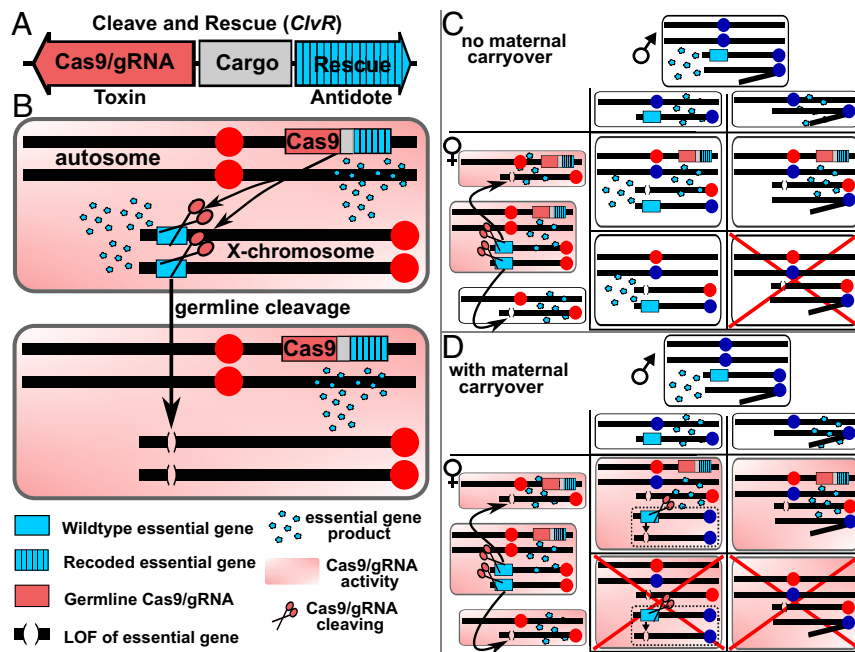 A
Cleave and Rescue (ClvR)
Cas9/gRNA
Cargo
Rescue
Toxin
Antidote
B
autosome
Cas9
X-chromosome
germline cleavage
Cas9
Wildtype essential gene
Recoded essential gene
Germline Cas9/gRNA
LOF of essential gene
essential gene
product
Cas9/gRNA
activity
Cas9/gRNA
cleaving
C
no maternal
carryover
♂
♀
D
with maternal
carryover
♂
♀